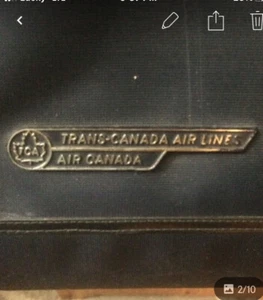 TCA
TRANS-CANADA AIR LINES
AIR CANADA
2/10